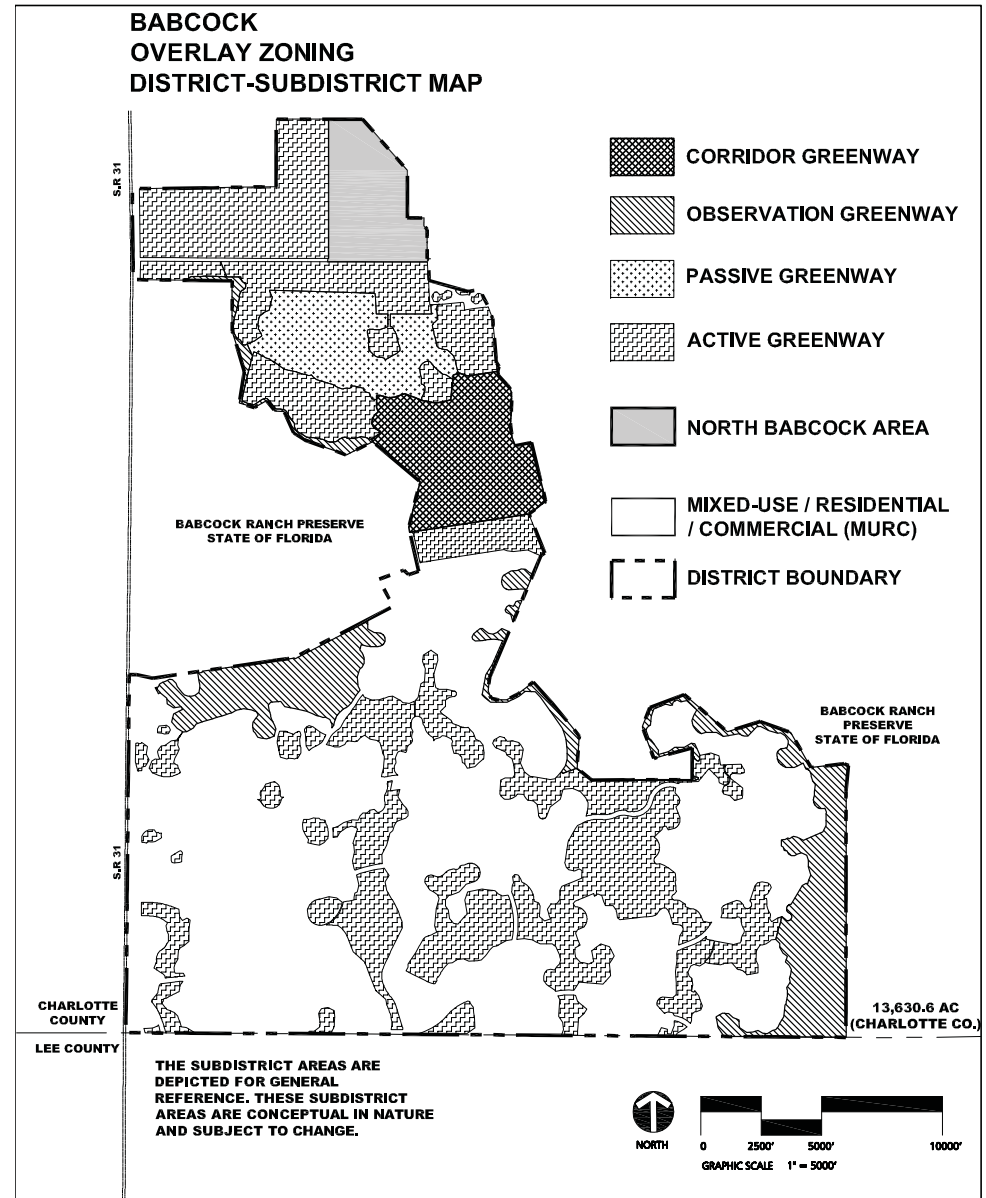 BABCOCK
OVERLAY ZONING
DISTRICT-SUBDISTRICT MAP
S.R 31
CORRIDOR GREENWAY
OBSERVATION GREENWAY
PASSIVE GREENWAY
ACTIVE GREENWAY
NORTH BABCOCK AREA
MIXED-USE / RESIDENTIAL
/ COMMERCIAL (MURC)
DISTRICT BOUNDARY
BABCOCK RANCH PRESERVE
STATE OF FLORIDA
BABCOCK RANCH
PRESERVE
STATE OF FLORIDA
S.R 31
CHARLOTTE
COUNTY
LEE COUNTY
13,630.6 AC
(CHARLOTTE CO.)
THE SUBDISTRICT AREAS ARE
DEPICTED FOR GENERAL
REFERENCE. THESE SUBDISTRICT
AREAS ARE CONCEPTUAL IN NATURE
AND SUBJECT TO CHANGE.
NORTH
0 2500' 5000' 10000'
GRAPHIC SCALE 1" = 5000'